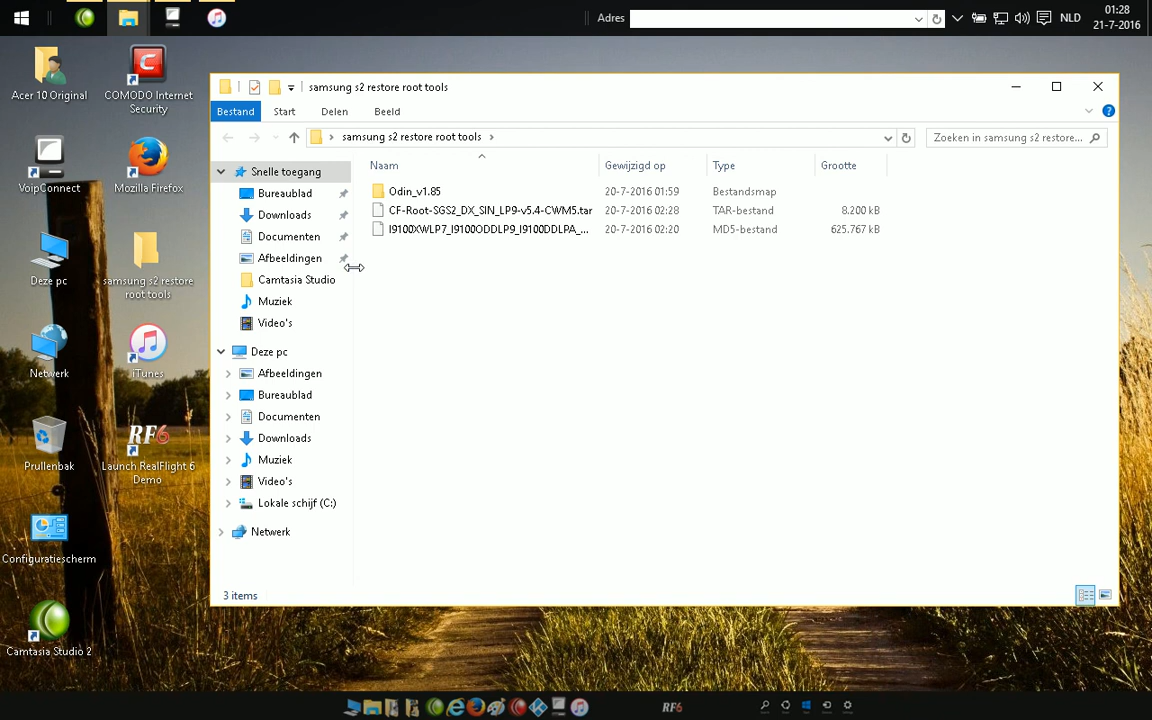 Adres
NLD
01:28
21-7-2016
Acer 10 Original
COMODO Internet
Security
VoipConnect
Mozilla Firefox
Deze pc
samsung s2 restore
root tools
Netwerk
iTunes
Prullenbak
RF6
Launch RealFlight 6
Demo
Configuratiescherm
Camtasia Studio 2
samsung s2 restore root tools
Bestand Start Delen Beeld
samsung s2 restore root tools
Zoeken in samsung s2 restore...
Naam Gewijzigd op Type Grootte
Odin_v1.85 20-7-2016 01:59 Bestandsmap
CF-Root-SGS2_DX_SIN_LP9-v5.4-CWM5.tar 20-7-2016 02:28 TAR-bestand 8.200 kB
I9100XWLP7_I9100ODDLP9_I9100DDLPA_... 20-7-2016 02:20 MD5-bestand 625.767 kB
Snelle toegang
Bureaublad
Downloads
Documenten
Afbeeldingen
Camtasia Studio
Muziek
Video's
Deze pc
Afbeeldingen
Bureaublad
Documenten
Downloads
Muziek
Video's
Lokale schijf (C:)
Netwerk
3 items
RF6